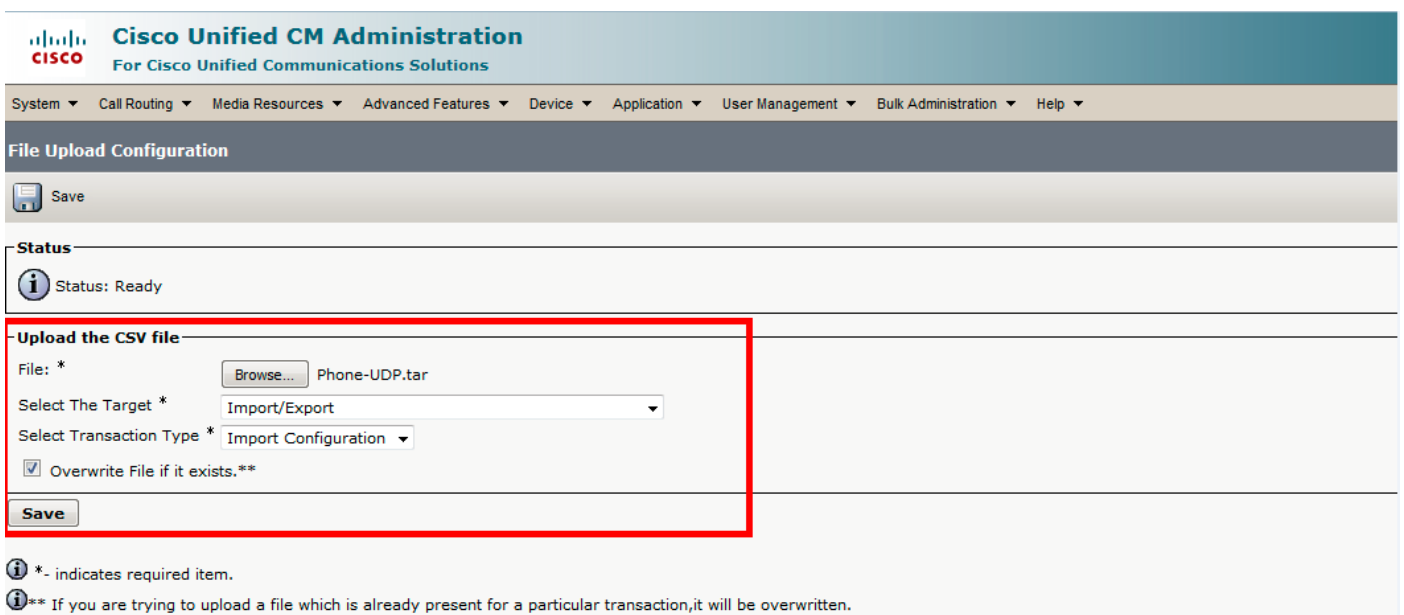 Cisco Unified CM Administration
CISCO
For Cisco Unified Communications Solutions
System Call Routing Media Resources Advanced Features Device Application User Management Bulk Administration Help
File Upload Configuration
Save
Status
Status: Ready
Upload the CSV file
File: * Browse... Phone-UDP.tar
Select The Target * Import/Export
Select Transaction Type * Import Configuration
Overwrite File if it exists.**
Save
*- indicates required item.
** If you are trying to upload a file which is already present for a particular transaction,it will be overwritten.